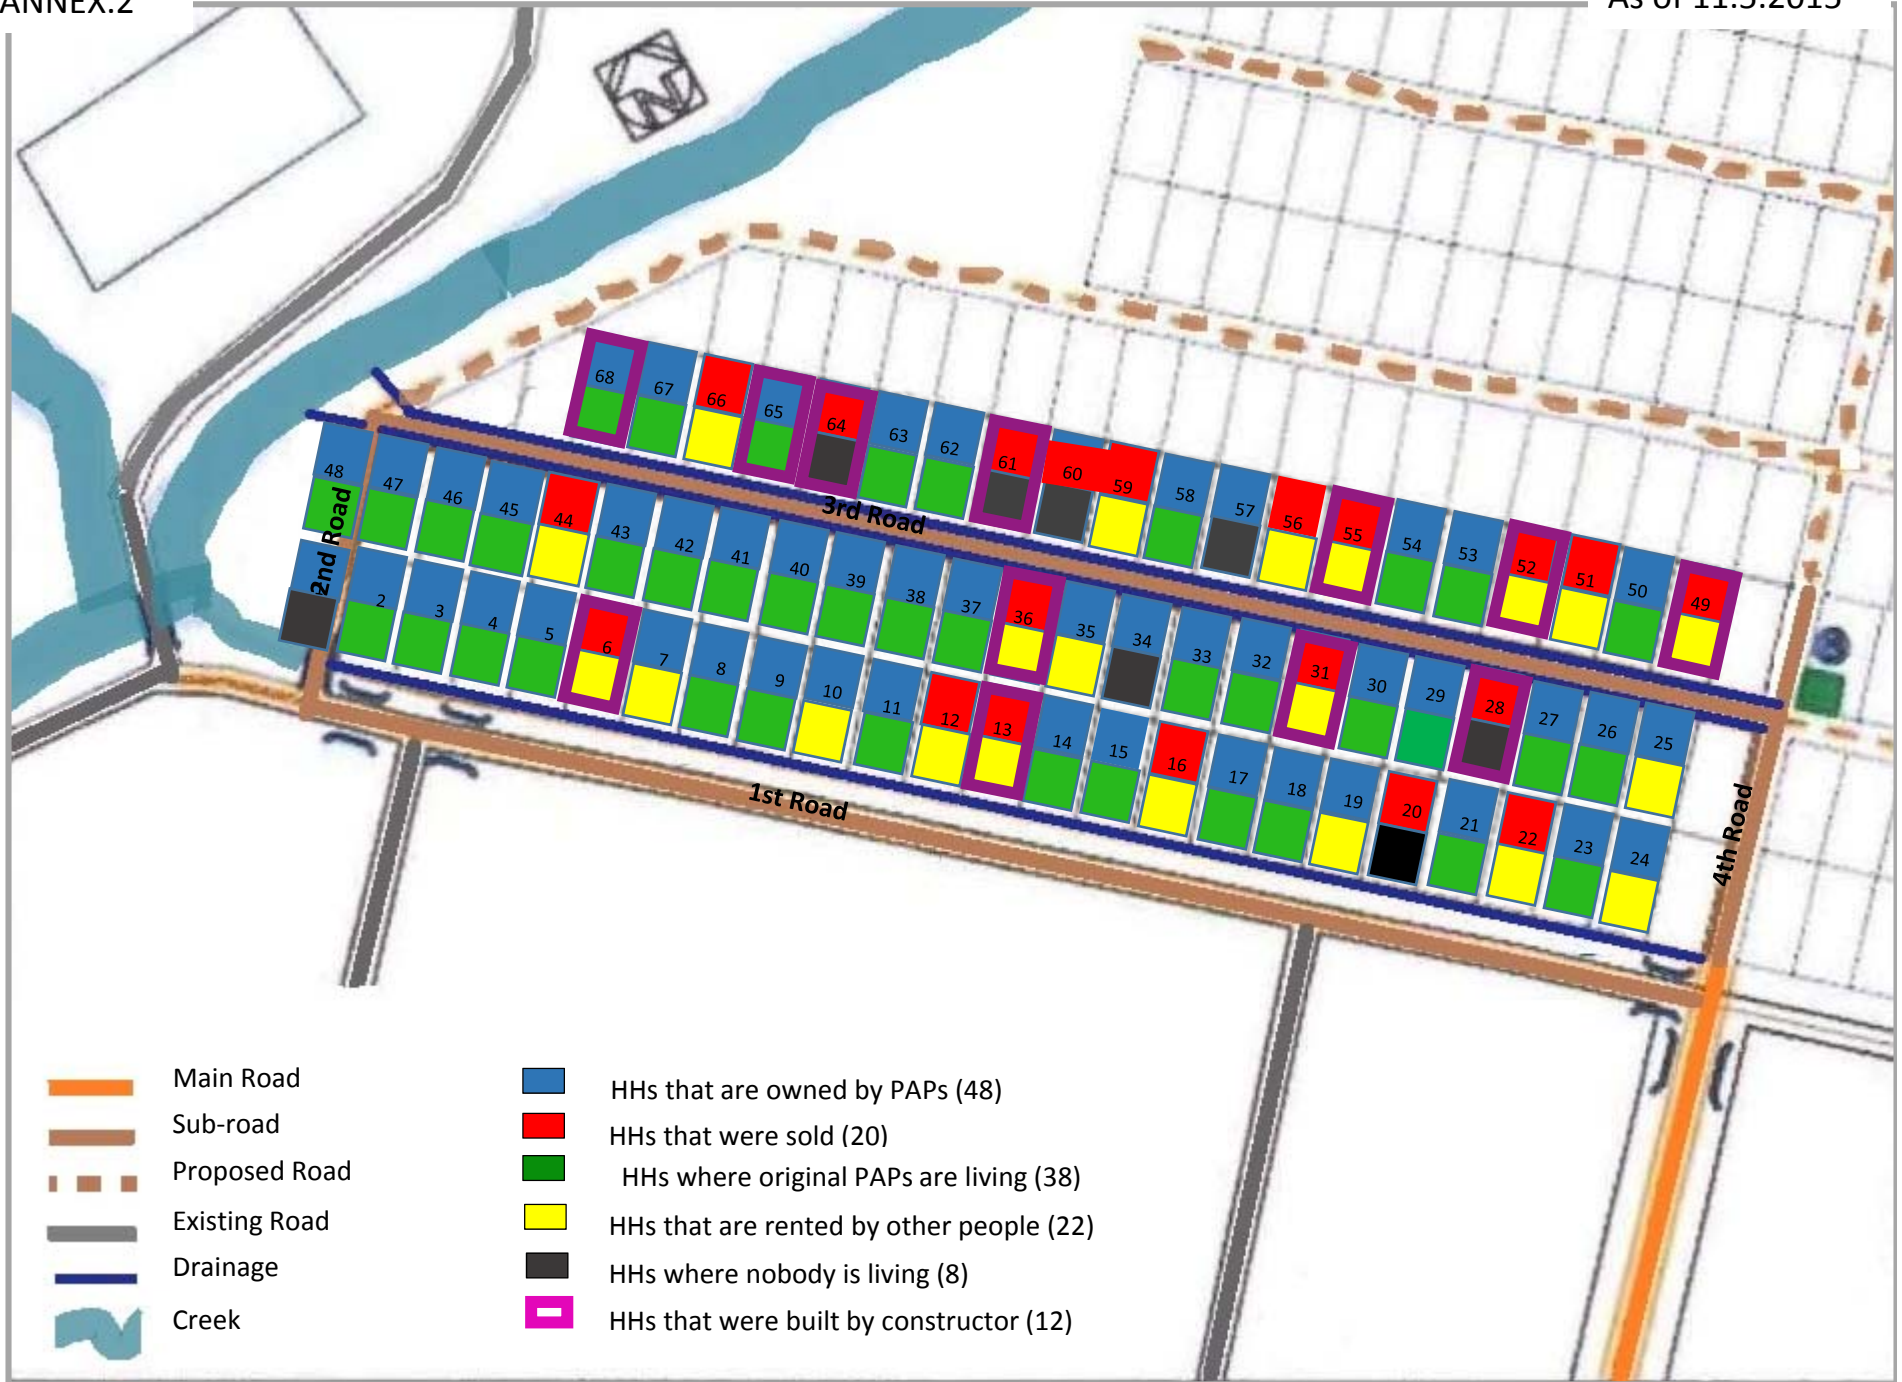 ANNEX.2
As of 11.5.2015
N
68 67 66 65 64 63 62 61 60 59 58 57 56 55 54 53 52 51 50 49
3rd Road
48 47 46 45 44 43 42 41 40 39 38 37 36 35 34 33 32 31 30 29 28 27 26 25
2nd Road
2 3 4 5 6 7 8 9 10 11 12 13 14 15 16 17 18 19 20 21 22 23 24
1st Road
4th Road
Main Road
Sub-road
Proposed Road
Existing Road
Drainage
Creek
HHs that are owned by PAPs (48)
HHs that were sold (20)
HHs where original PAPs are living (38)
HHs that are rented by other people (22)
HHs where nobody is living (8)
HHs that were built by constructor (12)